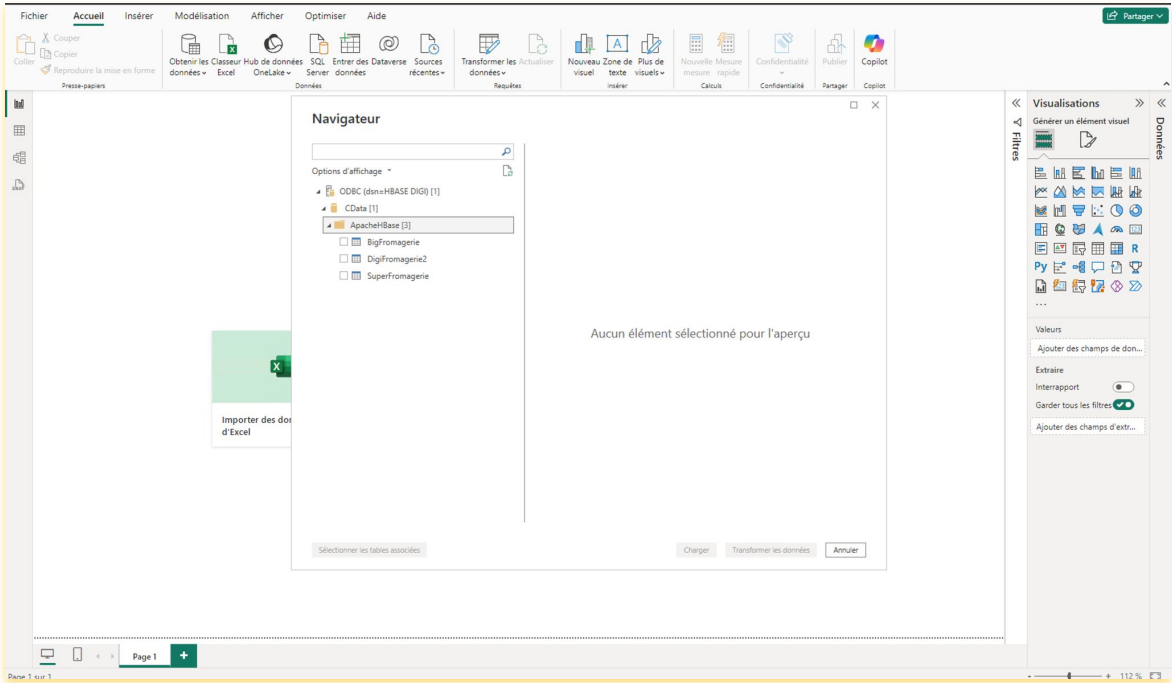 Fichier Accueil Insérer Modélisation Afficher Optimiser Aide
Partager
Coller
Couper
Copier
Reproduire la mise en forme
Presse-papiers
Obtenir les données
Classeur Excel
Hub de données OneLake
SQL Server
Entrer des données
Dataverse
Sources récentes
Données
Transformer les données
Actualiser
Requêtes
Nouveau visuel
Zone de texte
Plus de visuels
Insérer
Nouvelle mesure
Mesure rapide
Calculs
Confidentialité
Confidentialité
Publier
Partager
Copilot
Copilot
Navigateur
Options d'affichage
ODBC (dsn=HBASE DIGI) [1]
CData [1]
ApacheHBase [3]
BigFromagerie
DigiFromagerie2
SuperFromagerie
Aucun élément sélectionné pour l'aperçu
Sélectionner les tables associées
Charger
Transformer les données
Annuler
Importer des don
d'Excel
Filtres
Visualisations
Générer un élément visuel
R
Py
123
...
Valeurs
Ajouter des champs de don...
Extraire
Interrapport
Garder tous les filtres
Ajouter des champs d'extr...
Données
Page 1
Page 1 sur 1
112 %